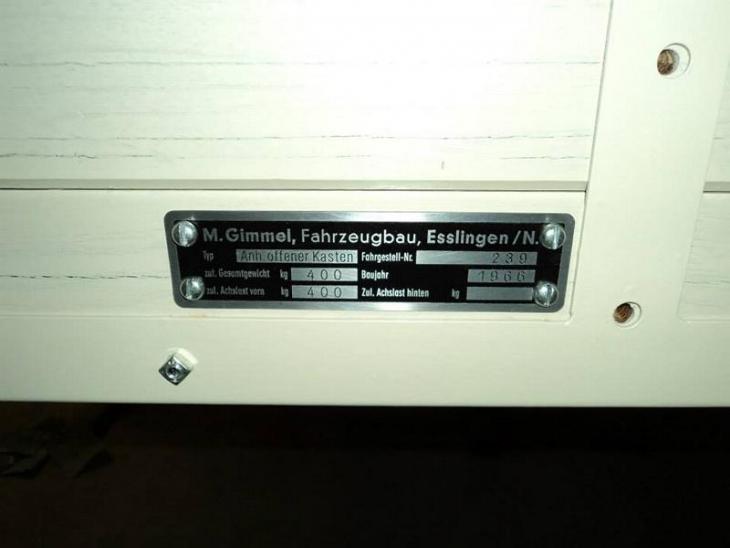 M. Gimmel, Fahrzeugbau, Esslingen/N.
Typ Anh offener Kasten Fahrgestell-Nr. 239
zul. Gesamtgewicht kg 400 Baujahr 1966
zul. Achslast vorn kg 400 Zul. Achslast hinten kg